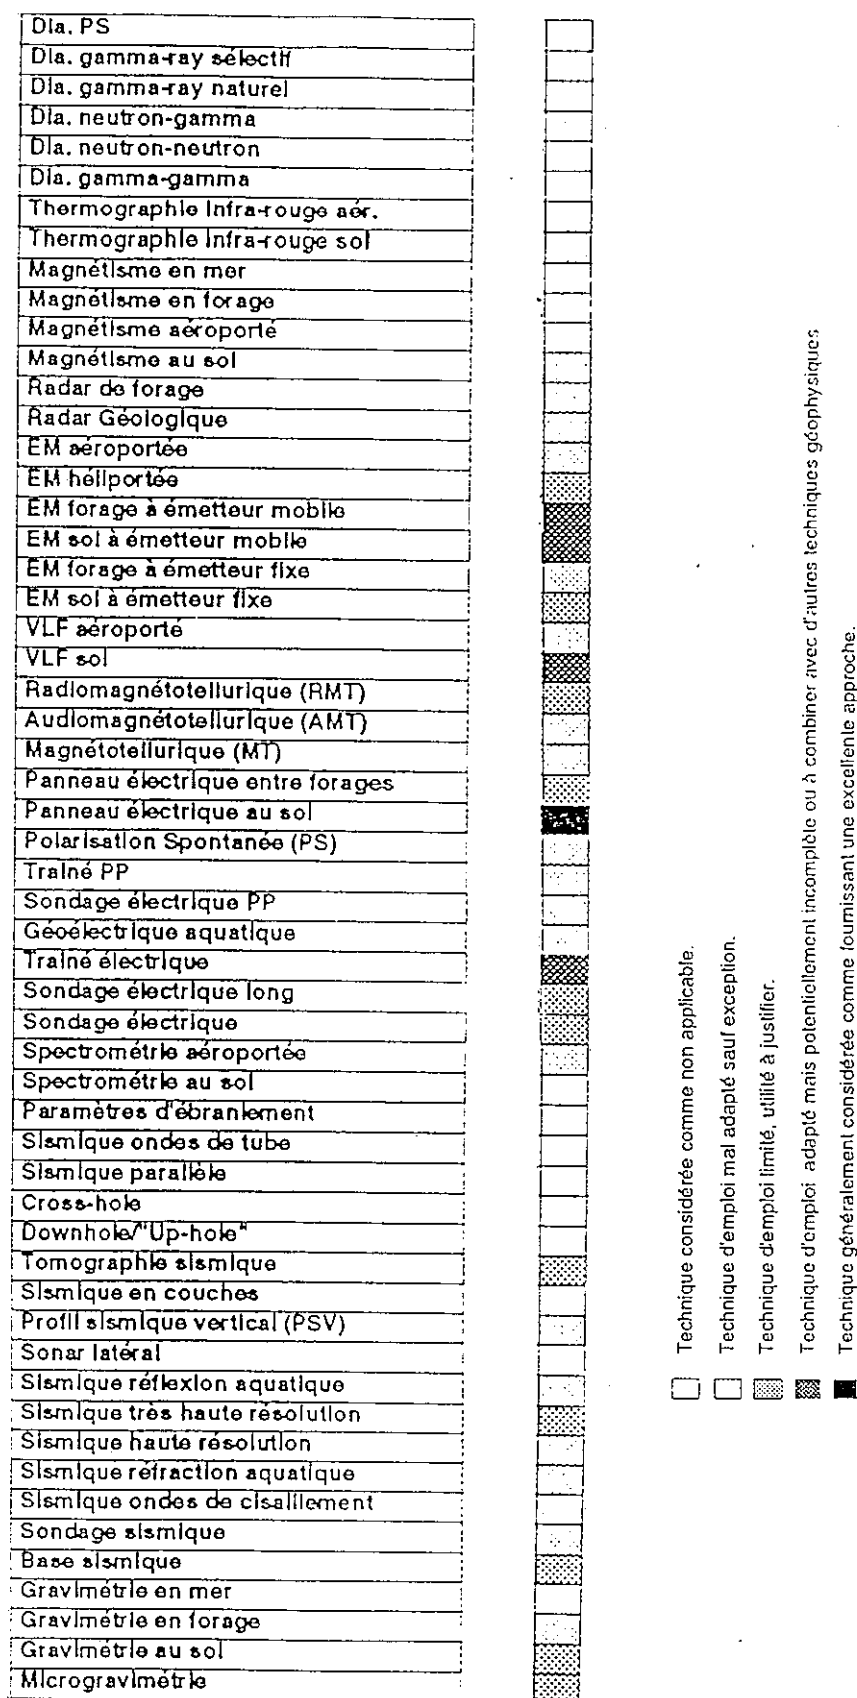 Dia. PS
Dia. gamma-ray sélectif
Dia. gamma-ray naturel
Dia. neutron-gamma
Dia. neutron-neutron
Dia. gamma-gamma
Thermographie Infra-rouge aér.
Thermographie Infra-rouge sol
Magnétisme en mer
Magnétisme en forage
Magnétisme aéroporté
Magnétisme au sol
Radar de forage
Radar Géologique
EM aéroportée
EM héliportée
EM forage à émetteur mobile
EM sol à émetteur mobile
EM forage à émetteur fixe
EM sol à émetteur fixe
VLF aéroporté
VLF sol
Radiomagnétotellurique (RMT)
Audiomagnétotellurique (AMT)
Magnétotellurique (MT)
Panneau électrique entre forages
Panneau électrique au sol
Polarisation Spontanée (PS)
Traîné PP
Sondage électrique PP
Géoélectrique aquatique
Traîné électrique
Sondage électrique long
Sondage électrique
Spectrométrie aéroportée
Spectrométrie au sol
Paramètres d'ébranlement
Sismique ondes de tube
Sismique parallèle
Cross-hole
Downhole/"Up-hole"
Tomographie sismique
Sismique en couches
Profil sismique vertical (PSV)
Sonar latéral
Sismique réflexion aquatique
Sismique très haute résolution
Sismique haute résolution
Sismique réfraction aquatique
Sismique ondes de cisaillement
Sondage sismique
Base sismique
Gravimétrie en mer
Gravimétrie en forage
Gravimétrie au sol
Microgravimétrie
Technique considérée comme non applicable.
Technique d'emploi mal adapté sauf exception.
Technique d'emploi limité, utilité à justifier.
Technique d'emploi adapté mais potentiellement incomplète ou à combiner avec d'autres techniques géophysiques
Technique généralement considérée comme fournissant une excellente approche.